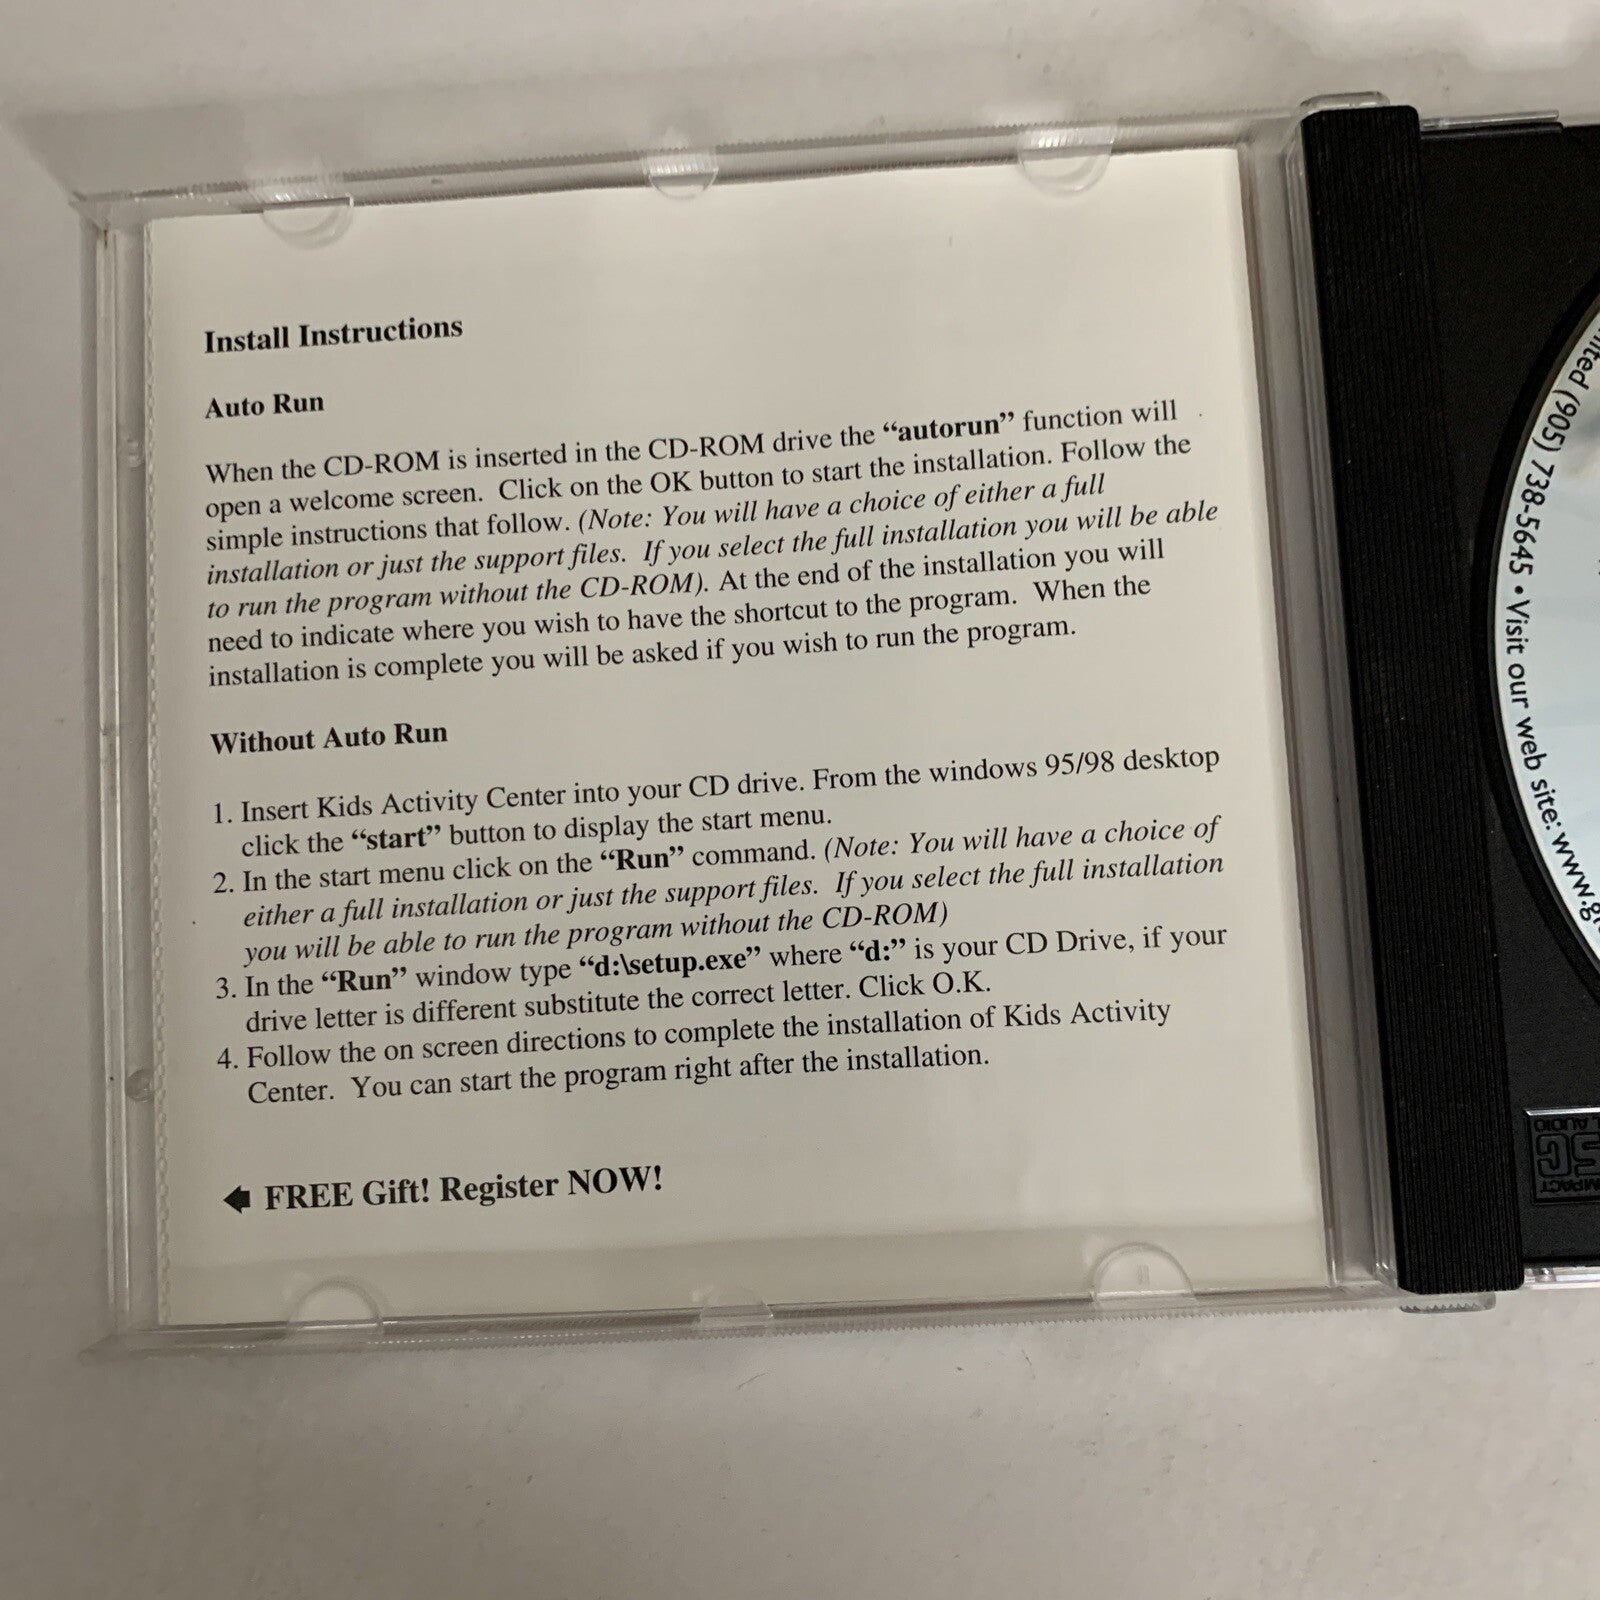 Install Instructions
Auto Run
When the CD-ROM is inserted in the CD-ROM drive the “autorun” function will
open a welcome screen.  Click on the OK button to start the installation. Follow the
simple instructions that follow. (Note: You will have a choice of either a full
installation or just the support files.  If you select the full installation you will be able
to run the program without the CD-ROM). At the end of the installation you will
need to indicate where you wish to have the shortcut to the program.  When the
installation is complete you will be asked if you wish to run the program.
Without Auto Run
1. Insert Kids Activity Center into your CD drive. From the windows 95/98 desktop
click the “start” button to display the start menu.
2. In the start menu click on the “Run” command. (Note: You will have a choice of
either a full installation or just the support files.  If you select the full installation
you will be able to run the program without the CD-ROM)
3. In the “Run” window type “d:\setup.exe” where “d:” is your CD Drive, if your
drive letter is different substitute the correct letter. Click O.K.
4. Follow the on screen directions to complete the installation of Kids Activity
Center.  You can start the program right after the installation.
FREE Gift! Register NOW!
(905) 738-5645 • Visit our web site: www.